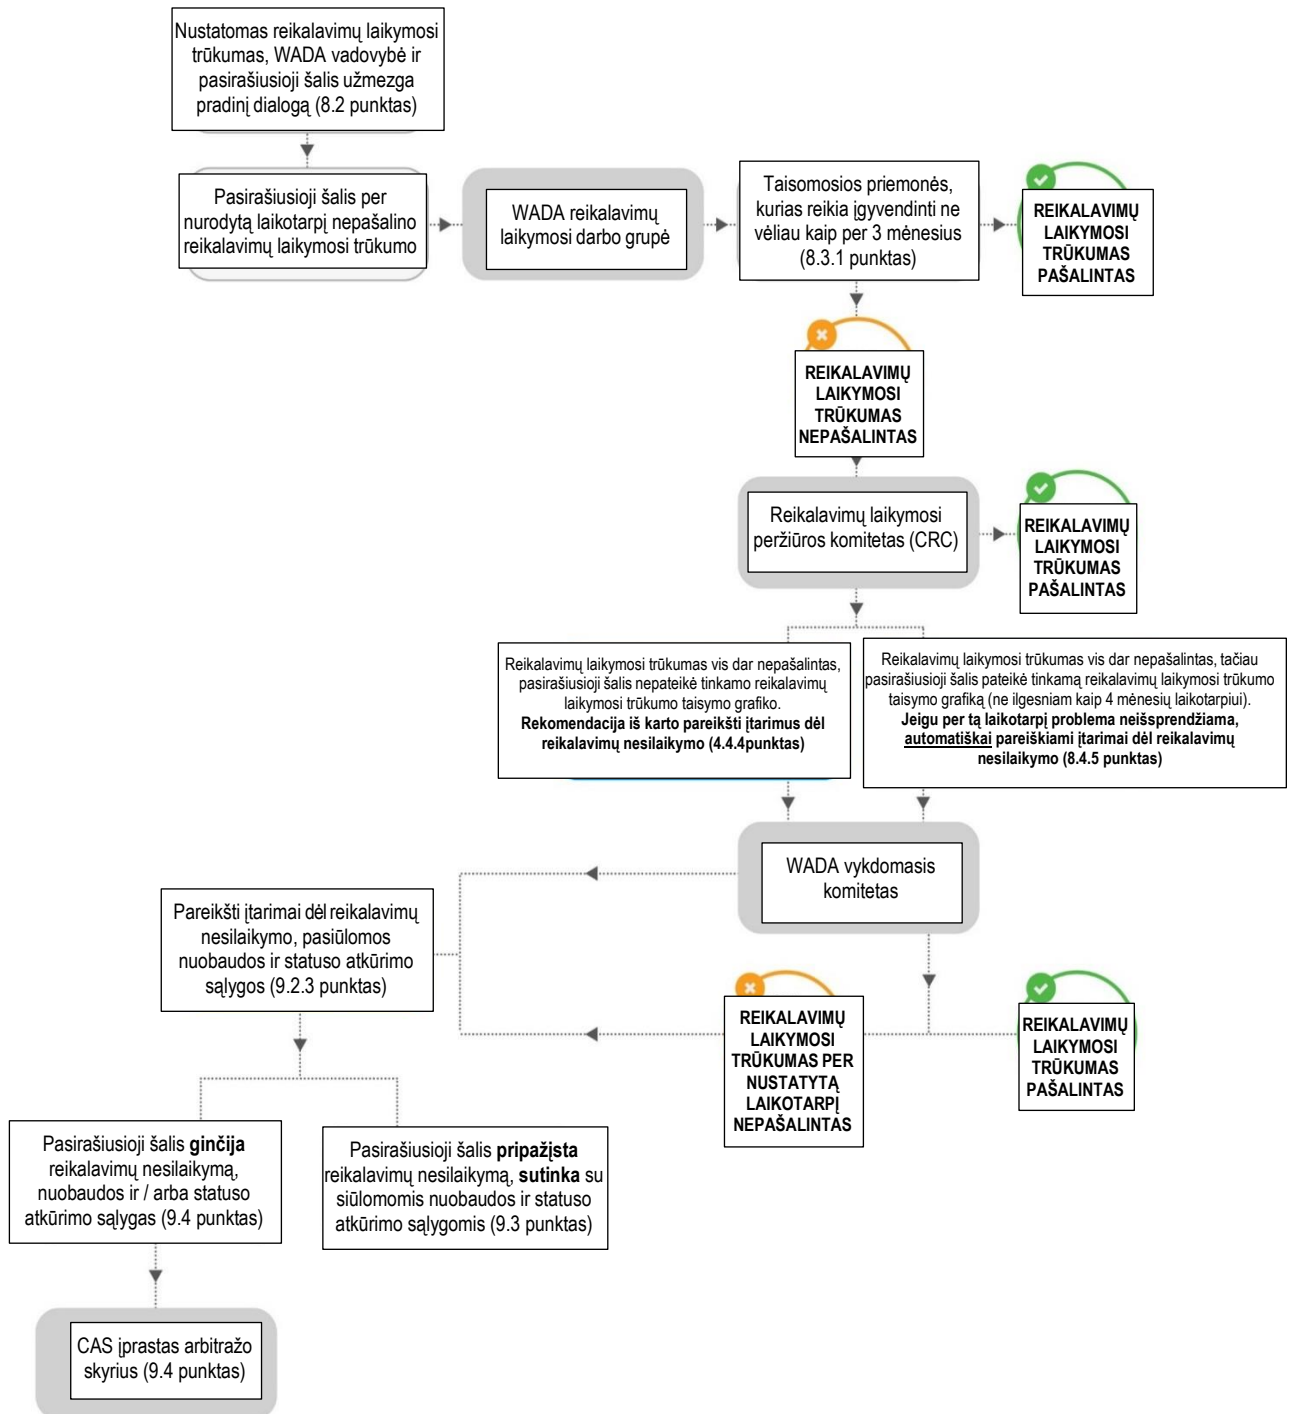 Nustatomas reikalavimų laikymosi
trūkumas, WADA vadovybė ir
pasirašiusioji šalis užmezga
pradinį dialogą (8.2 punktas)
Pasirašiusioji šalis per
nurodytą laikotarpį nepašalino
reikalavimų laikymosi trūkumo
WADA reikalavimų
laikymosi darbo grupė
Taisomosios priemonės,
kurias reikia įgyvendinti ne
vėliau kaip per 3 mėnesius
(8.3.1 punktas)
REIKALAVIMŲ
LAIKYMOSI
TRŪKUMAS
PAŠALINTAS
REIKALAVIMŲ
LAIKYMOSI
TRŪKUMAS
NEPAŠALINTAS
Reikalavimų laikymosi
peržiūros komitetas (CRC)
REIKALAVIMŲ
LAIKYMOSI
TRŪKUMAS
PAŠALINTAS
Reikalavimų laikymosi trūkumas vis dar nepašalintas,
pasirašiusioji šalis nepateikė tinkamo reikalavimų
laikymosi trūkumo taisymo grafiko.
Rekomendacija iš karto pareikšti įtarimus dėl
reikalavimų nesilaikymo (4.4.4punktas)
Reikalavimų laikymosi trūkumas vis dar nepašalintas, tačiau
pasirašiusioji šalis pateikė tinkamą reikalavimų laikymosi trūkumo
taisymo grafiką (ne ilgesniam kaip 4 mėnesių laikotarpiui).
Jeigu per tą laikotarpį problema neišsprendžiama,
automatiškai pareiškiami įtarimai dėl reikalavimų
nesilaikymo (8.4.5 punktas)
WADA vykdomasis
komitetas
Pareikšti įtarimai dėl reikalavimų
nesilaikymo, pasiūlomos
nuobaudos ir statuso atkūrimo
sąlygos (9.2.3 punktas)
REIKALAVIMŲ
LAIKYMOSI
TRŪKUMAS PER
NUSTATYTĄ
LAIKOTARPĮ
NEPAŠALINTAS
REIKALAVIMŲ
LAIKYMOSI
TRŪKUMAS
PAŠALINTAS
Pasirašiusioji šalis ginčija
reikalavimų nesilaikymą,
nuobaudos ir / arba statuso
atkūrimo sąlygas (9.4 punktas)
Pasirašiusioji šalis pripažįsta
reikalavimų nesilaikymą, sutinka su
siūlomomis nuobaudos ir statuso
atkūrimo sąlygomis (9.3 punktas)
CAS įprastas arbitražo
skyrius (9.4 punktas)